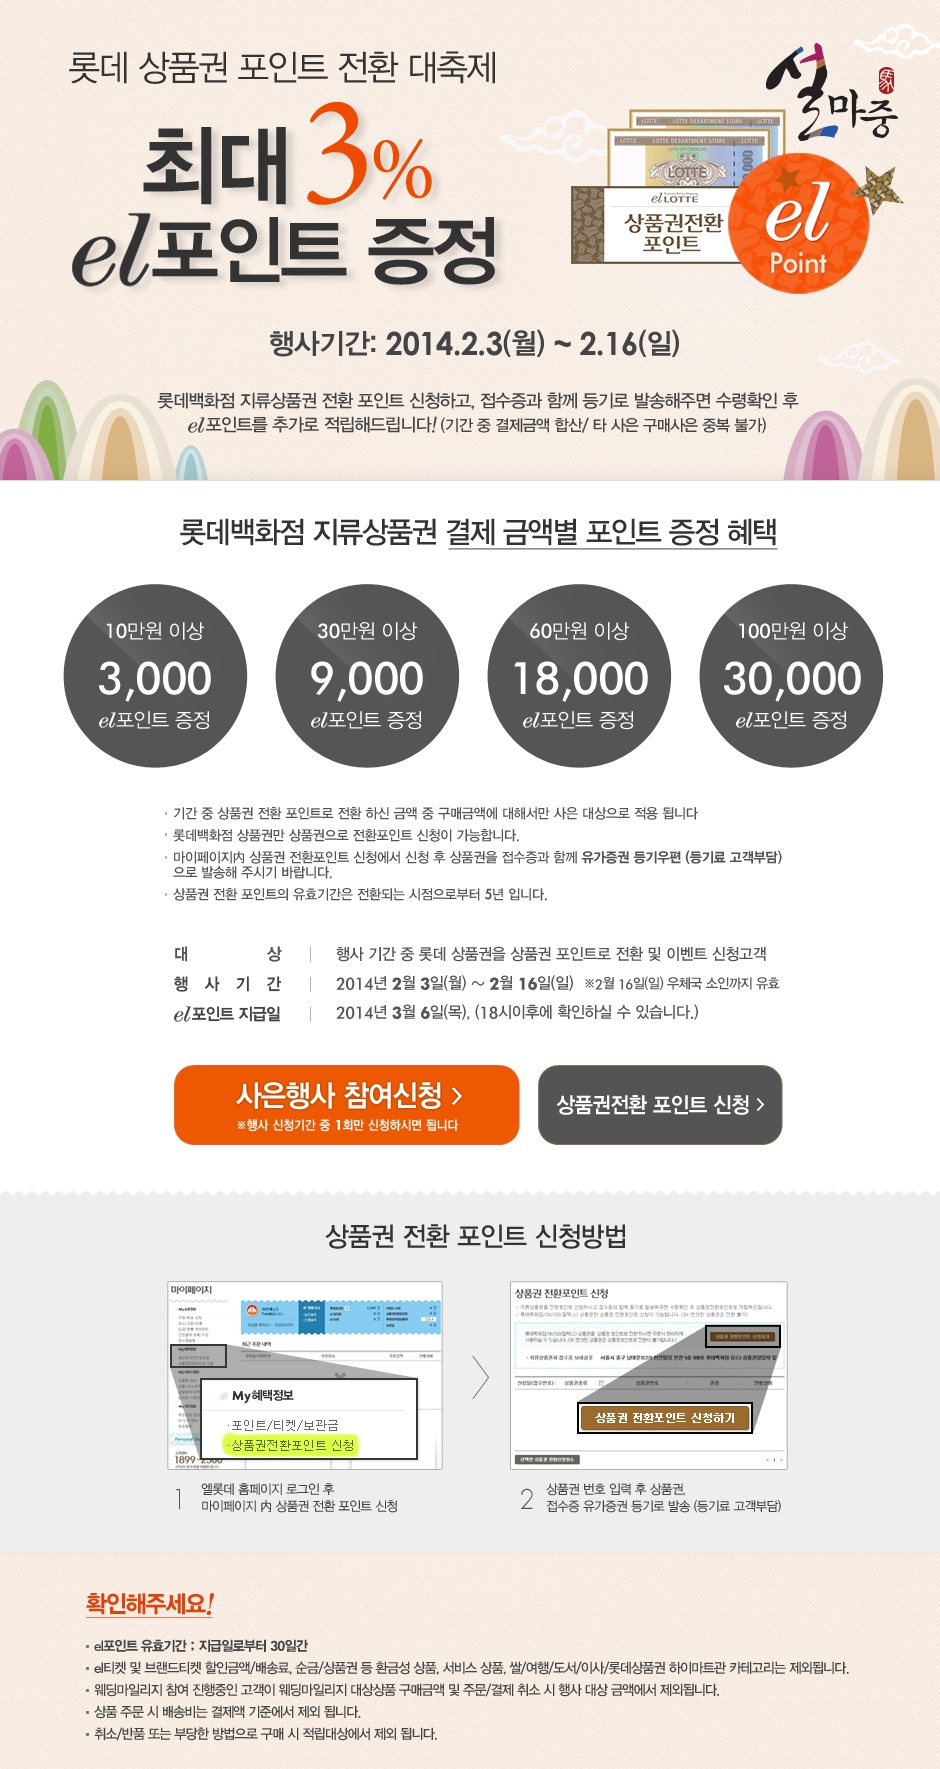 롯데 상품권 포인트 전환 대축제
최대 3%
el포인트 증정
설마중
LOTTE LOTTE DEPARTMENT STORE LOTTE
LOTTE LOTTE DEPARTMENT STORE LOTTE
LOTTE
el LOTTE
상품권전환
포인트
el
Point
행사기간: 2014.2.3(월) ~ 2.16(일)
롯데백화점 지류상품권 전환 포인트 신청하고, 접수증과 함께 등기로 발송해주면 수령확인 후
el포인트를 추가로 적립해드립니다! (기간 중 결제금액 합산/ 타 사은 구매사은 중복 불가)
롯데백화점 지류상품권 결제 금액별 포인트 증정 혜택
10만원 이상
3,000
el포인트 증정
30만원 이상
9,000
el포인트 증정
60만원 이상
18,000
el포인트 증정
100만원 이상
30,000
el포인트 증정
· 기간 중 상품권 전환 포인트로 전환 하신 금액 중 구매금액에 대해서만 사은 대상으로 적용 됩니다
· 롯데백화점 상품권만 상품권으로 전환포인트 신청이 가능합니다.
· 마이페이지內 상품권 전환포인트 신청에서 신청 후 상품권을 접수증과 함께 유가증권 등기우편 (등기료 고객부담)
으로 발송해 주시기 바랍니다.
· 상품권 전환 포인트의 유효기간은 전환되는 시점으로부터 5년 입니다.
대 상 | 행사 기간 중 롯데 상품권을 상품권 포인트로 전환 및 이벤트 신청고객
행 사 기 간 | 2014년 2월 3일(월) ~ 2월 16일(일) ※2월 16일(일) 우체국 소인까지 유효
el포인트 지급일 | 2014년 3월 6일(목), (18시이후에 확인하실 수 있습니다.)
사은행사 참여신청 >
※행사 신청기간 중 1회만 신청하시면 됩니다
상품권전환 포인트 신청 >
상품권 전환 포인트 신청방법
마이페이지
My혜택정보
·포인트/티켓/보관금
·상품권전환포인트 신청
1 엘롯데 홈페이지 로그인 후
마이페이지 內 상품권 전환 포인트 신청
상품권 전환포인트 신청
상품권 전환포인트 신청하기
2 상품권 번호 입력 후 상품권,
접수증 유가증권 등기로 발송 (등기료 고객부담)
확인해주세요!
▪ el포인트 유효기간 : 지급일로부터 30일간
▪ el티켓 및 브랜드티켓 할인금액/배송료, 순금/상품권 등 환금성 상품, 서비스 상품, 쌀/여행/도서/이사/롯데상품권 하이마트관 카테고리는 제외됩니다.
▪ 웨딩마일리지 참여 진행중인 고객이 웨딩마일리지 대상상품 구매금액 및 주문/결제 취소 시 행사 대상 금액에서 제외됩니다.
▪ 상품 주문 시 배송비는 결제액 기준에서 제외 됩니다.
▪ 취소/반품 또는 부당한 방법으로 구매 시 적립대상에서 제외 됩니다.